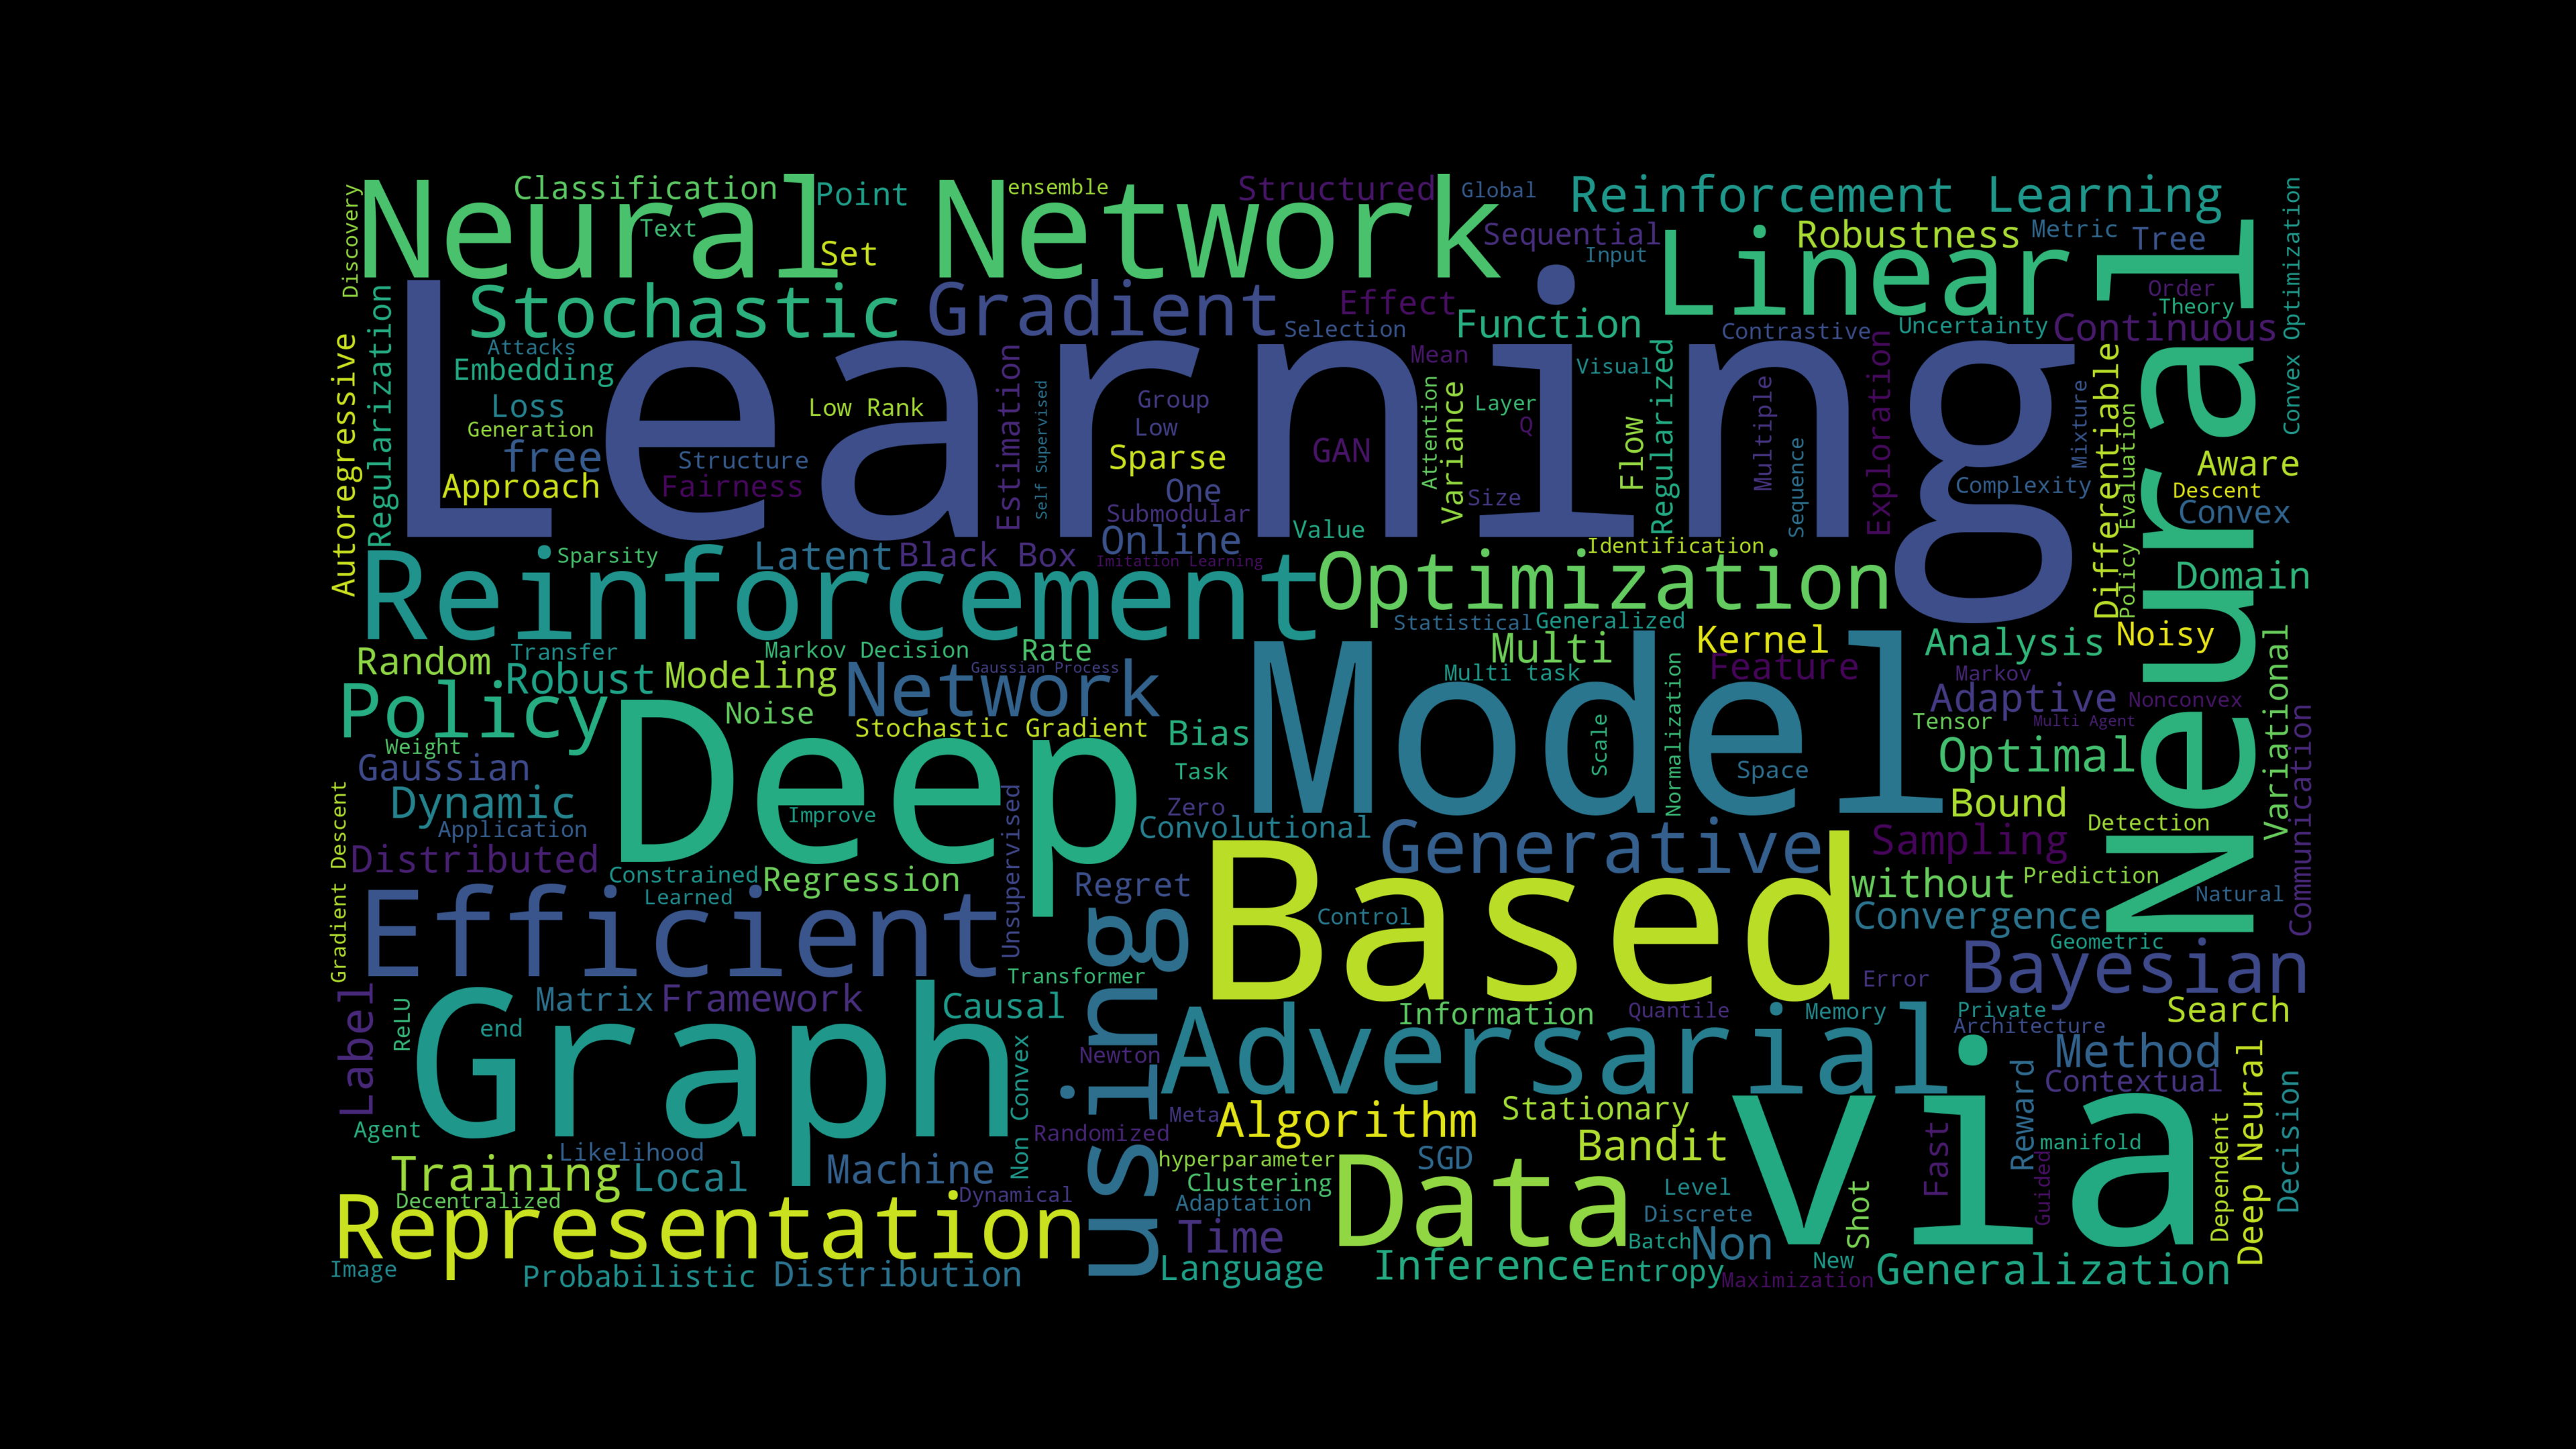 Neural Network
Classification
Point
ensemble
Structured
Global
Reinforcement Learning
Discovery
Text
Set
Sequential
Input
Robustness
Metric
Tree
Convex Optimization
Stochastic
Gradient
Effect
Selection
Function
Linear
Contrastive
Uncertainty
Order
Theory
Continuous
Learning
Neural
Autoregressive
Regularization
Attacks
Embedding
Loss
Generation
free
Approach
Structure
Fairness
Low Rank
Estimation
Self Supervised
Group
Low
Sparse
One
Submodular
Online
GAN
Value
Mean
Attention
Variance
Layer
Q
Size
Visual
Flow
Regularized
Multiple
Sequence
Exploration
Complexity
Mixture
Differentiable
Policy Evaluation
Aware
Descent
Convex
Domain
Reinforcement
Sparsity
Latent
Black Box
Imitation Learning
Optimization
Identification
Statistical
Generalized
Random
Transfer
Markov Decision
Rate
Robust
Modeling
Network
Gaussian Process
Multi
Multi task
Kernel
Feature
Normalization
Analysis
Noisy
Markov
Adaptive
Nonconvex
Tensor
Multi Agent
Variational
Communication
Policy
Noise
Stochastic Gradient
Bias
Weight
Gaussian
Deep
Model
Scale
Space
Optimal
Task
Dynamic
Improve
Zero
Application
Convolutional
Bound
Detection
Gradient Descent
Distributed
Constrained
Learned
Regression
Unsupervised
Regret
Generative
Sampling
Based
Control
without
Prediction
Natural
Convergence
Geometric
Efficient
using
Bayesian
Transformer
Error
Label
ReLU
Matrix
Framework
Causal
end
Graph
Information
Quantile
Memory
Private
Architecture
Search
Adversarial
Newton
Non Convex
Method
Contextual
Deep Neural
Decision
Agent
Likelihood
Randomized
Meta
Algorithm
Stationary
via
Fast
Reward
manifold
Guided
Dependent
Training
Local
Machine
Decentralized
Dynamical
hyperparameter
Clustering
Adaptation
SGD
Bandit
Data
Level
Discrete
Shot
Representation
Time
Batch
Non
Image
Probabilistic
Distribution
Language
Inference
Entropy
New
Maximization
Generalization